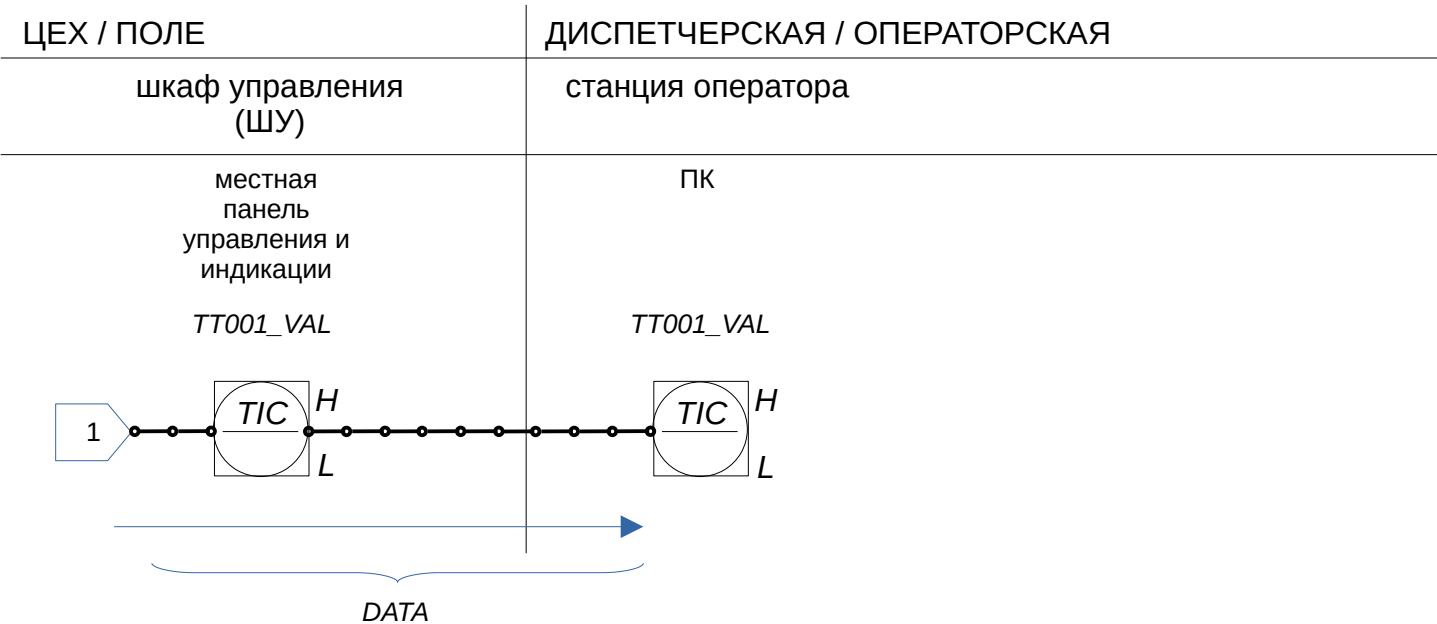 ЦЕХ / ПОЛЕ
ДИСПЕТЧЕРСКАЯ / ОПЕРАТОРСКАЯ
шкаф управления
(ШУ)
станция оператора
местная
панель
управления и
индикации
ПК
TT001_VAL
TT001_VAL
1
TIC
H
L
TIC
H
L
DATA